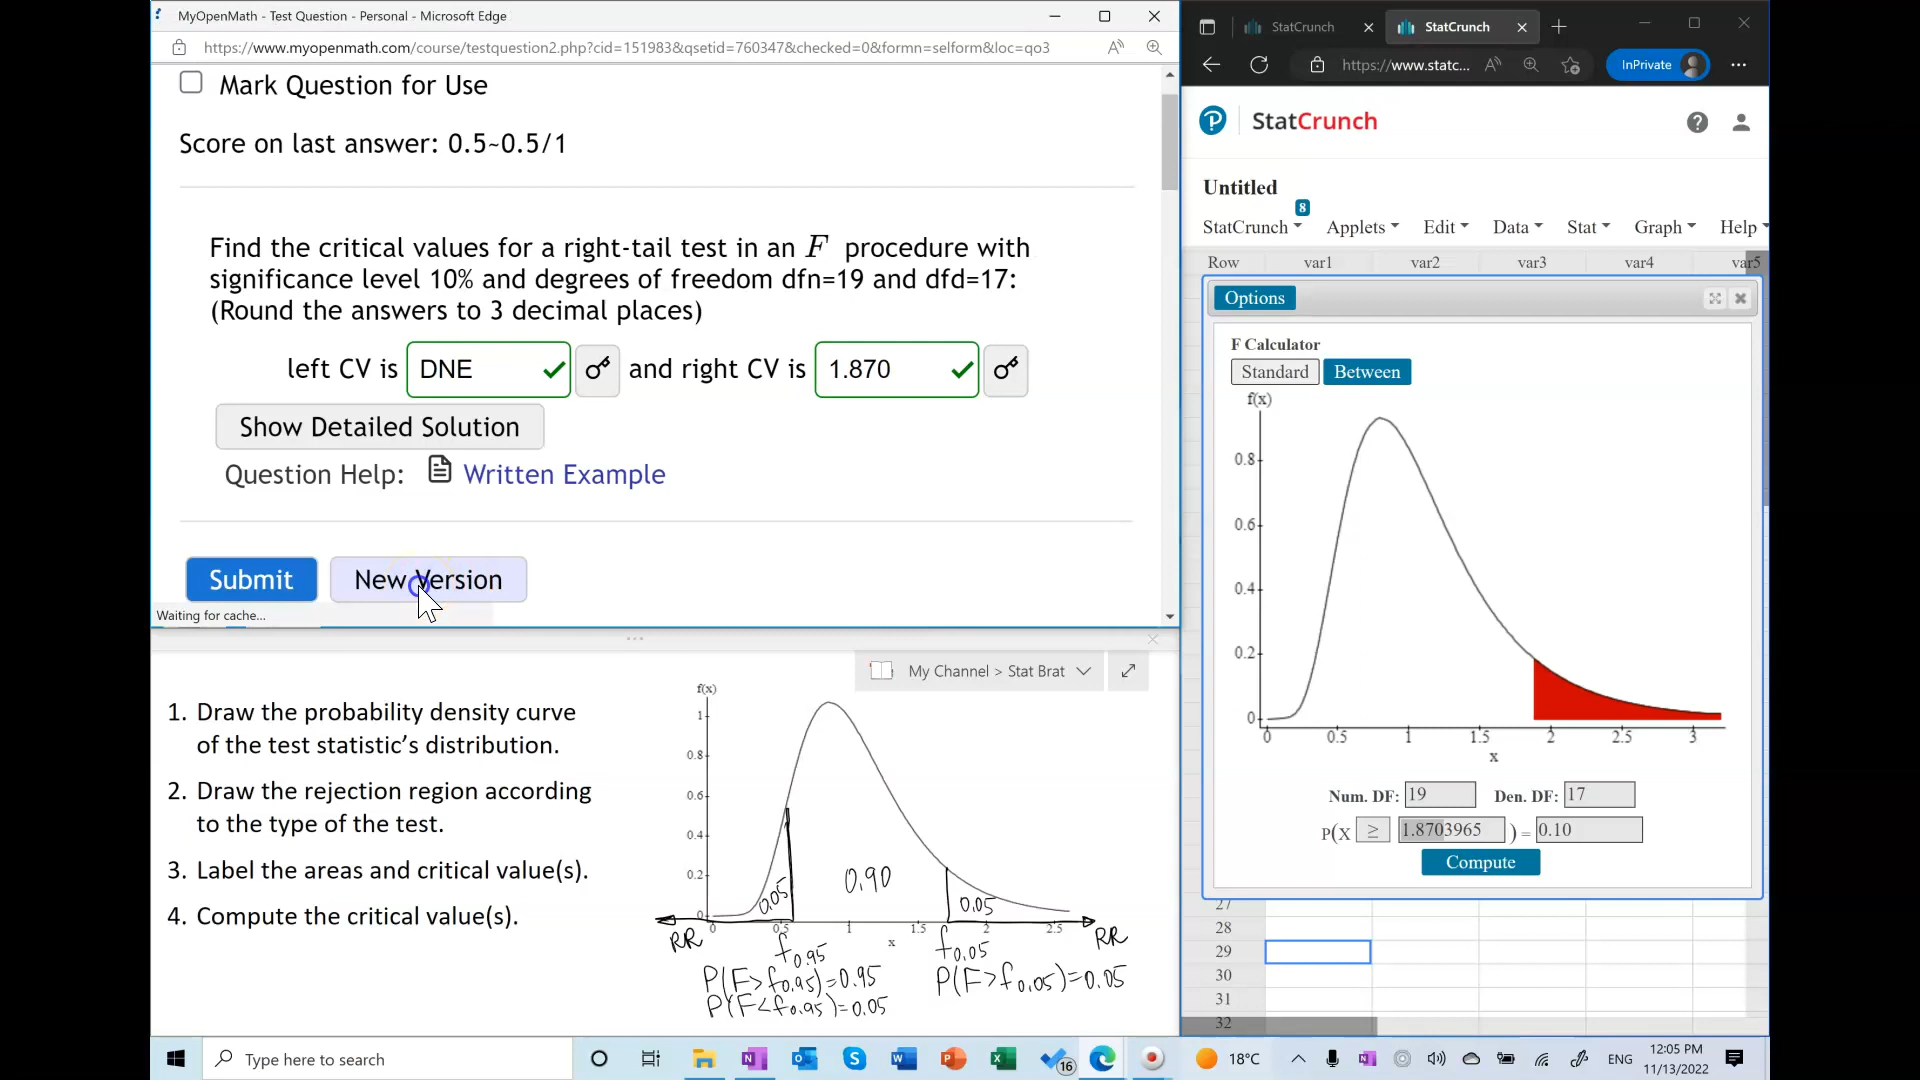 MyOpenMath - Test Question - Personal - Microsoft Edge
https://www.myopenmath.com/course/testquestion2.php?cid=151983&qsetid=760347&checked=0&formn=selform&loc=qo3
Mark Question for Use
Score on last answer: 0.5~0.5/1
Find the critical values for a right-tail test in an F procedure with
significance level 10% and degrees of freedom dfn=19 and dfd=17:
(Round the answers to 3 decimal places)
left CV is DNE and right CV is 1.870
Show Detailed Solution
Question Help: Written Example
Submit New Version
Waiting for cache...
My Channel > Stat Brat
1. Draw the probability density curve
of the test statistic's distribution.
2. Draw the rejection region according
to the type of the test.
3. Label the areas and critical value(s).
4. Compute the critical value(s).
f(x)
1
0.8
0.6
0.4
0.2
0
0 0.5 1 1.5 2 2.5
x
0.05 0.90 0.05
RR f0.95 f0.05 RR
P(F>f0.95)=0.95 P(F>f0.05)=0.05
P(F<f0.95)=0.05
StatCrunch StatCrunch
https://www.statc... InPrivate
P StatCrunch
Untitled
8
StatCrunch Applets Edit Data Stat Graph Help
Row var1 var2 var3 var4 var5
Options
F Calculator
Standard Between
f(x)
0.8
0.6
0.4
0.2
0
0 0.5 1 1.5 2 2.5 3
x
Num. DF: 19 Den. DF: 17
P(X ≥ 1.8703965 ) = 0.10
Compute
27
28
29
30
31
32
Type here to search
16
18°C
ENG
12:05 PM
11/13/2022